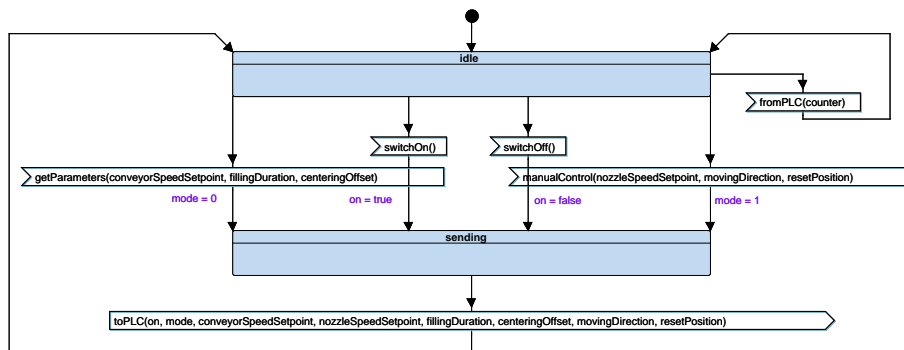 idle
fromPLC(counter)
switchOn()
switchOff()
getParameters(conveyorSpeedSetpoint, fillingDuration, centeringOffset)
manualControl(nozzleSpeedSetpoint, movingDirection, resetPosition)
mode = 0
on = true
on = false
mode = 1
sending
toPLC(on, mode, conveyorSpeedSetpoint, nozzleSpeedSetpoint, fillingDuration, centeringOffset, movingDirection, resetPosition)